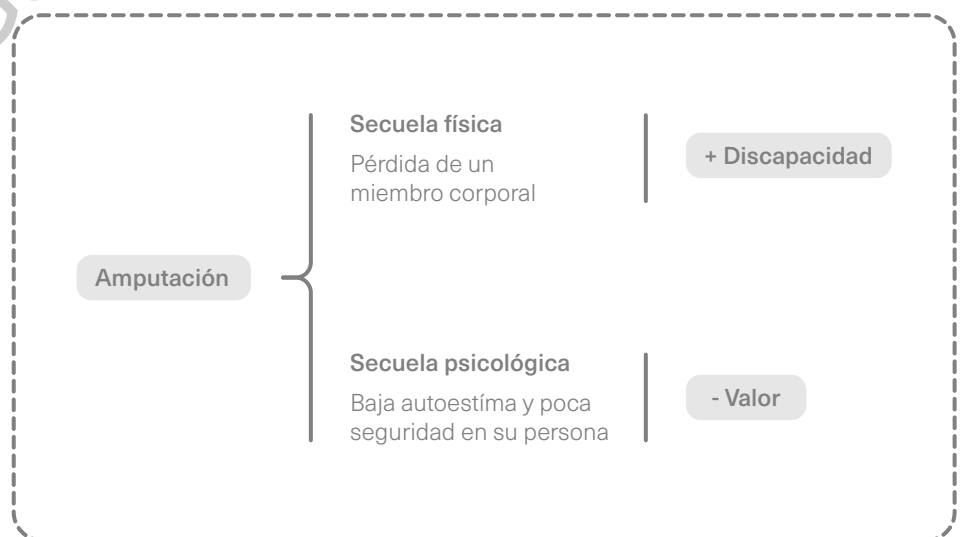 Amputación
Secuela física
Pérdida de un
miembro corporal
+ Discapacidad
Secuela psicológica
Baja autoestíma y poca
seguridad en su persona
- Valor